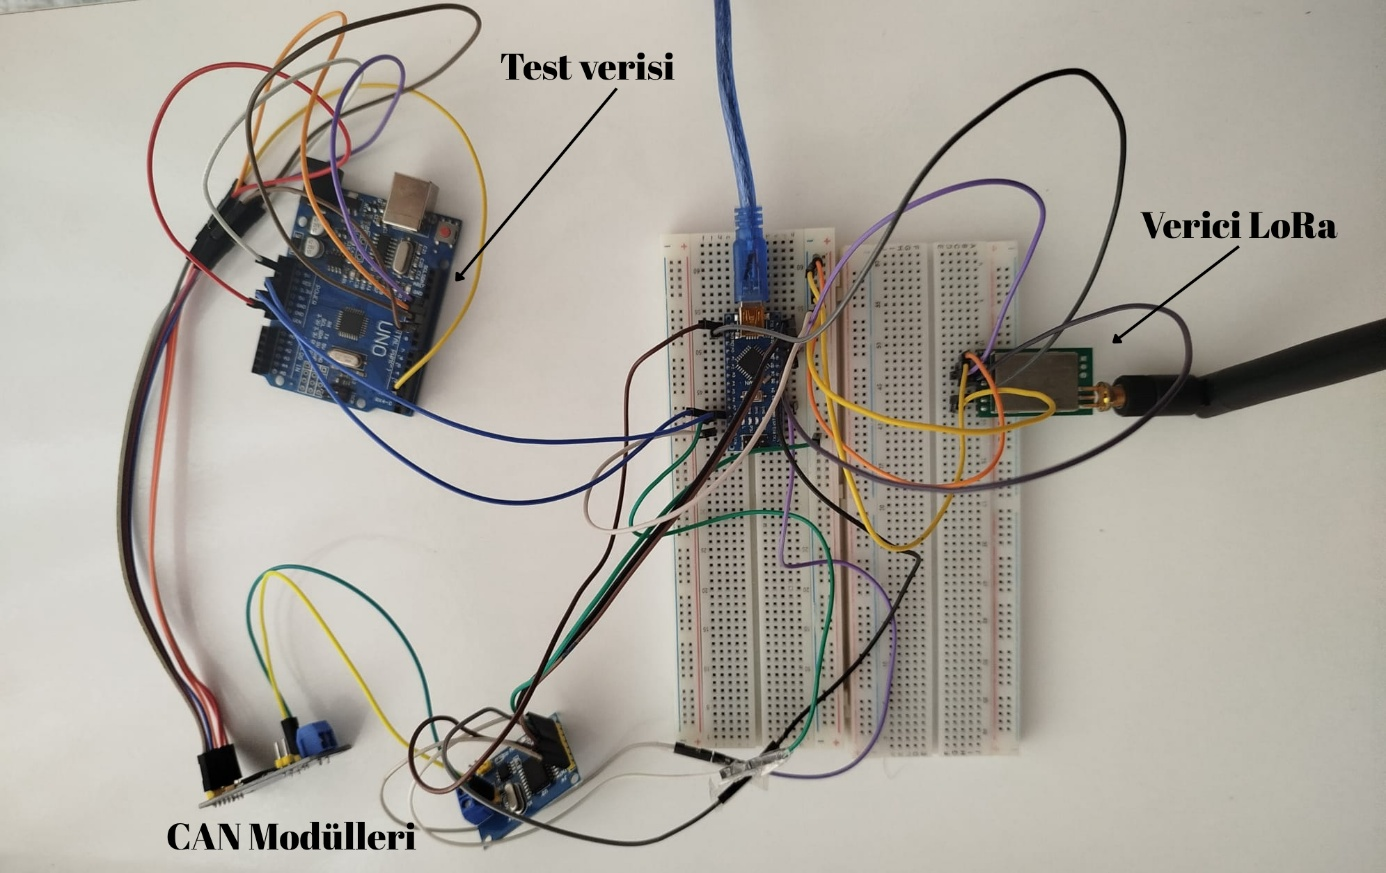 Test verisi
Verici LoRa
UNO
CAN Modülleri